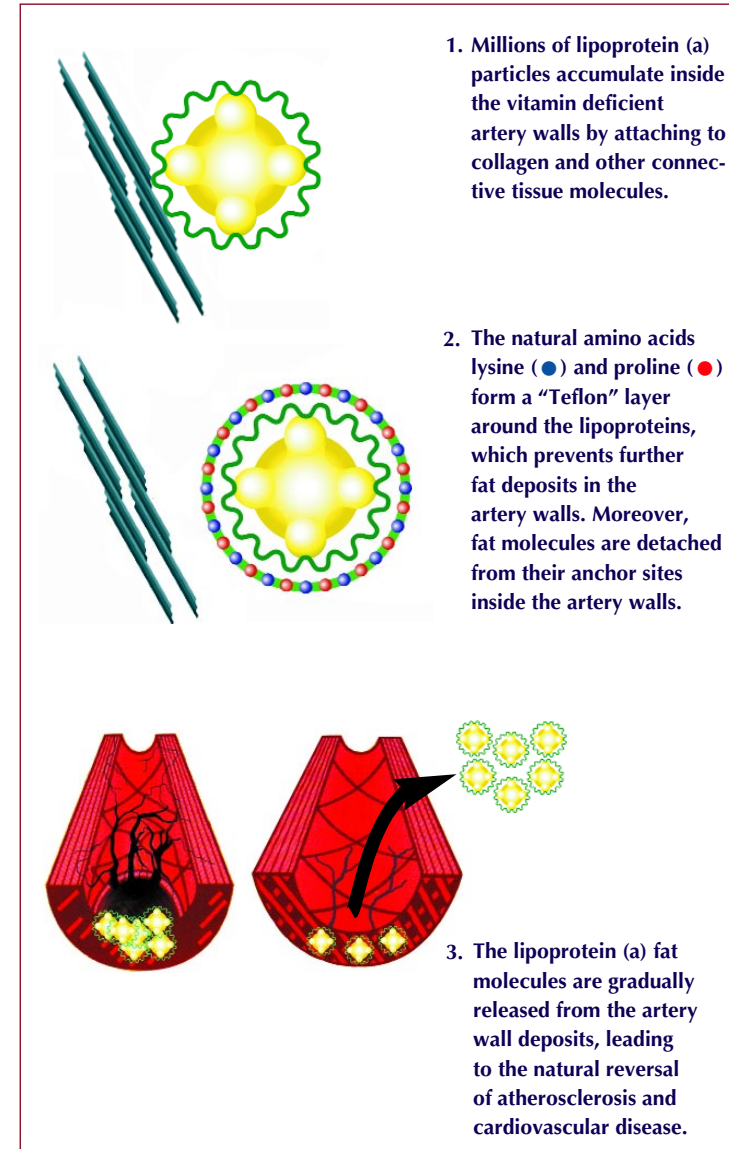 1. Millions of lipoprotein (a)
particles accumulate inside
the vitamin deficient
artery walls by attaching to
collagen and other connec-
tive tissue molecules.
2. The natural amino acids
lysine (●) and proline (●)
form a “Teflon” layer
around the lipoproteins,
which prevents further
fat deposits in the
artery walls. Moreover,
fat molecules are detached
from their anchor sites
inside the artery walls.
3. The lipoprotein (a) fat
molecules are gradually
released from the artery
wall deposits, leading
to the natural reversal
of atherosclerosis and
cardiovascular disease.